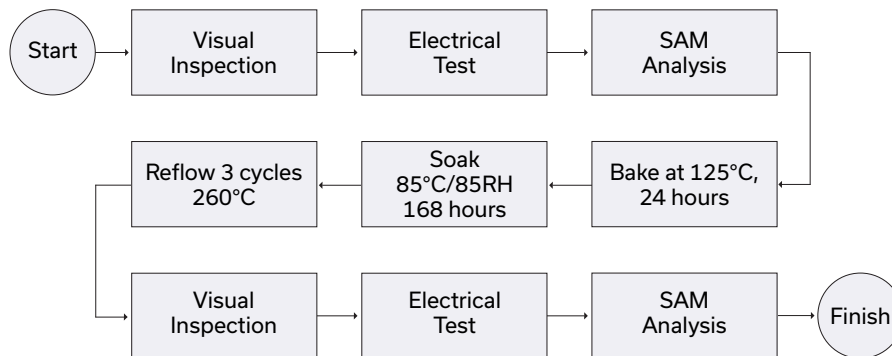 Start
Visual
Inspection
Electrical
Test
SAM
Analysis
Reflow 3 cycles
260°C
Soak
85°C/85RH
168 hours
Bake at 125°C,
24 hours
Visual
Inspection
Electrical
Test
SAM
Analysis
Finish